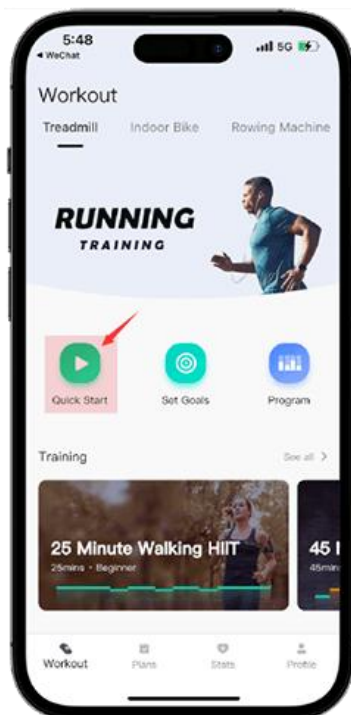 5:48
5G
WeChat
Workout
Treadmill Indoor Bike Rowing Machine
RUNNING
TRAINING
Quick Start Set Goals Program
Training See all >
25 Minute Walking HIIT
25mins • Beginner
45
45min
Workout Plans Stats Profile